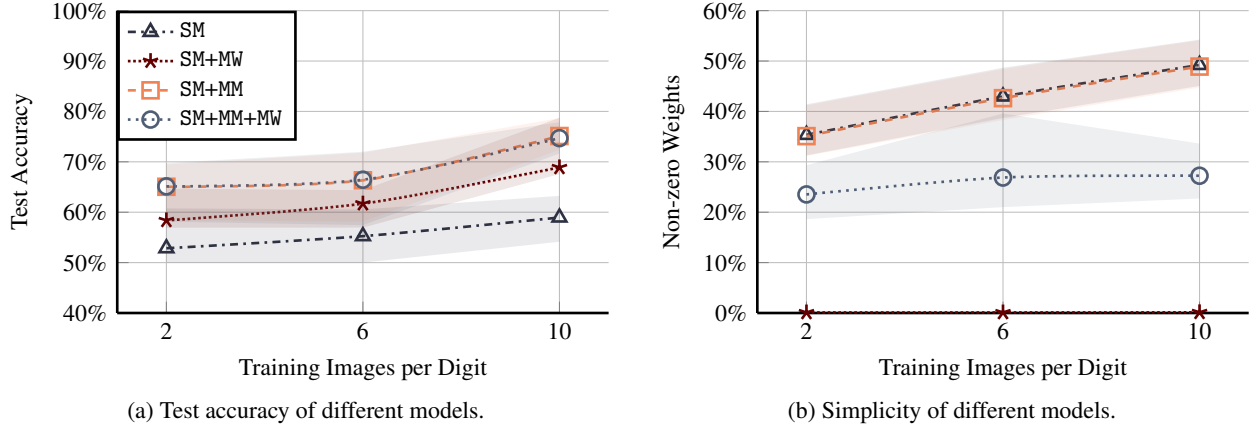 100%
90%
80%
70%
60%
50%
40%
Test Accuracy
SM
SM+MW
SM+MM
SM+MM+MW
2 6 10
Training Images per Digit
(a) Test accuracy of different models.
60%
50%
40%
30%
20%
10%
0%
Non-zero Weights
2 6 10
Training Images per Digit
(b) Simplicity of different models.